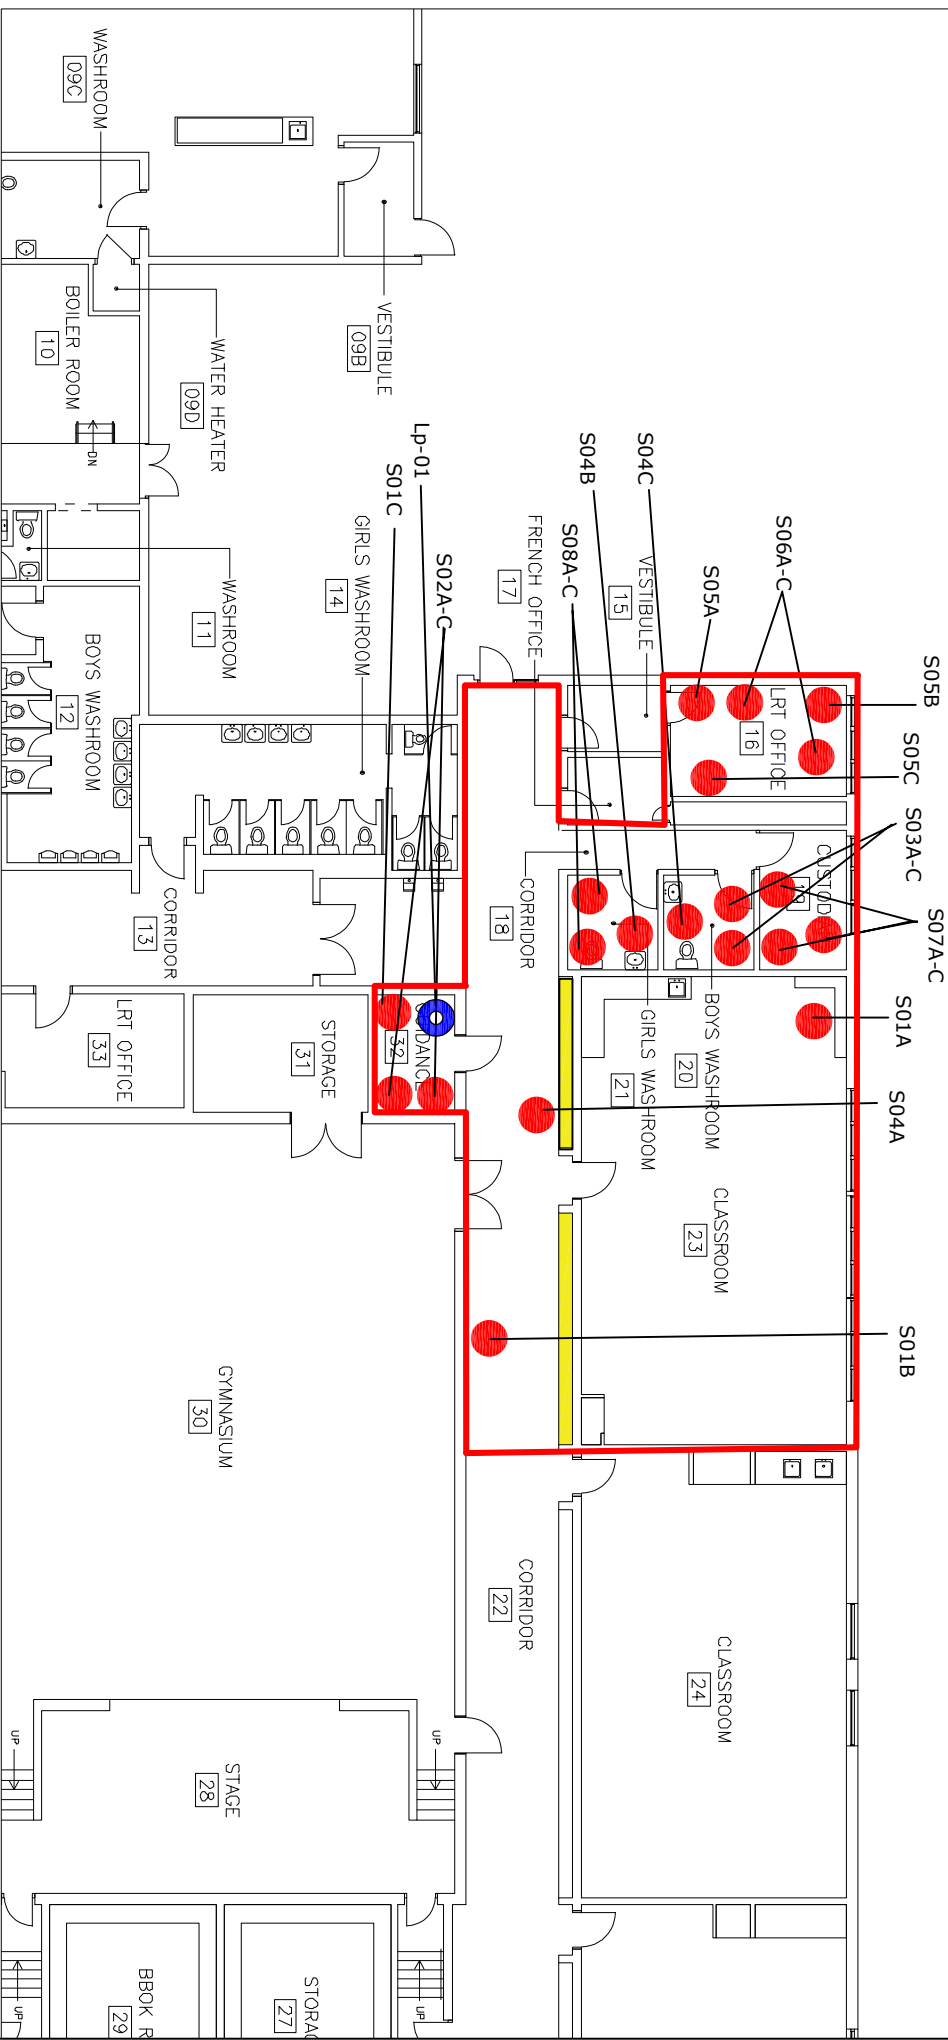 S05B
S05C
S03A-C
S07A-C
S01A
S04A
S01B
S06A-C
S05A
S04C
S04B
S08A-C
S02A-C
Lp-01
S01C
LRT OFFICE
16
CUSTOD
19
VESTIBULE
15
FRENCH OFFICE
17
BOYS WASHROOM
20
GIRLS WASHROOM
21
CLASSROOM
23
CLASSROOM
24
CORRIDOR
18
CORRIDOR
22
VESTIBULE
09B
GIRLS WASHROOM
14
32
STORAGE
31
GYMNASIUM
30
WATER HEATER
09D
WASHROOM
11
CORRIDOR
13
LRT OFFICE
33
STAGE
28
UP
UP
STORAG
27
UP
BBOK R
29
UP
WASHROOM
09C
BOILER ROOM
10
DN
BOYS WASHROOM
12